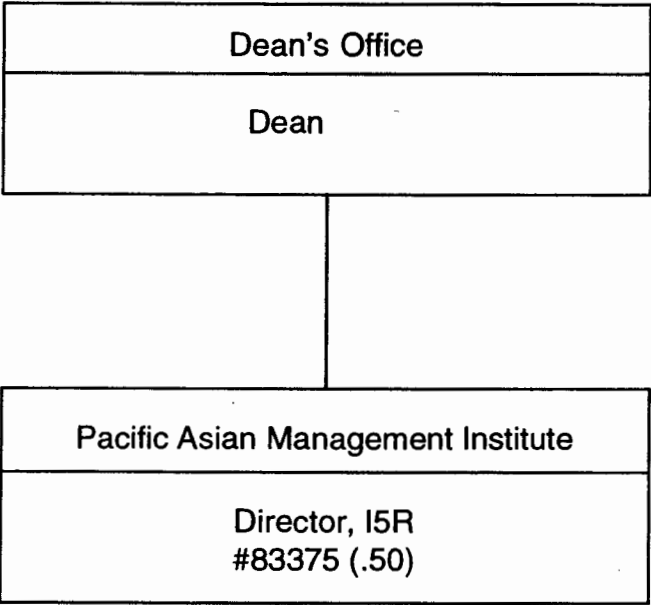 Dean's Office
Dean
Pacific Asian Management Institute
Director, I5R
#83375 (.50)